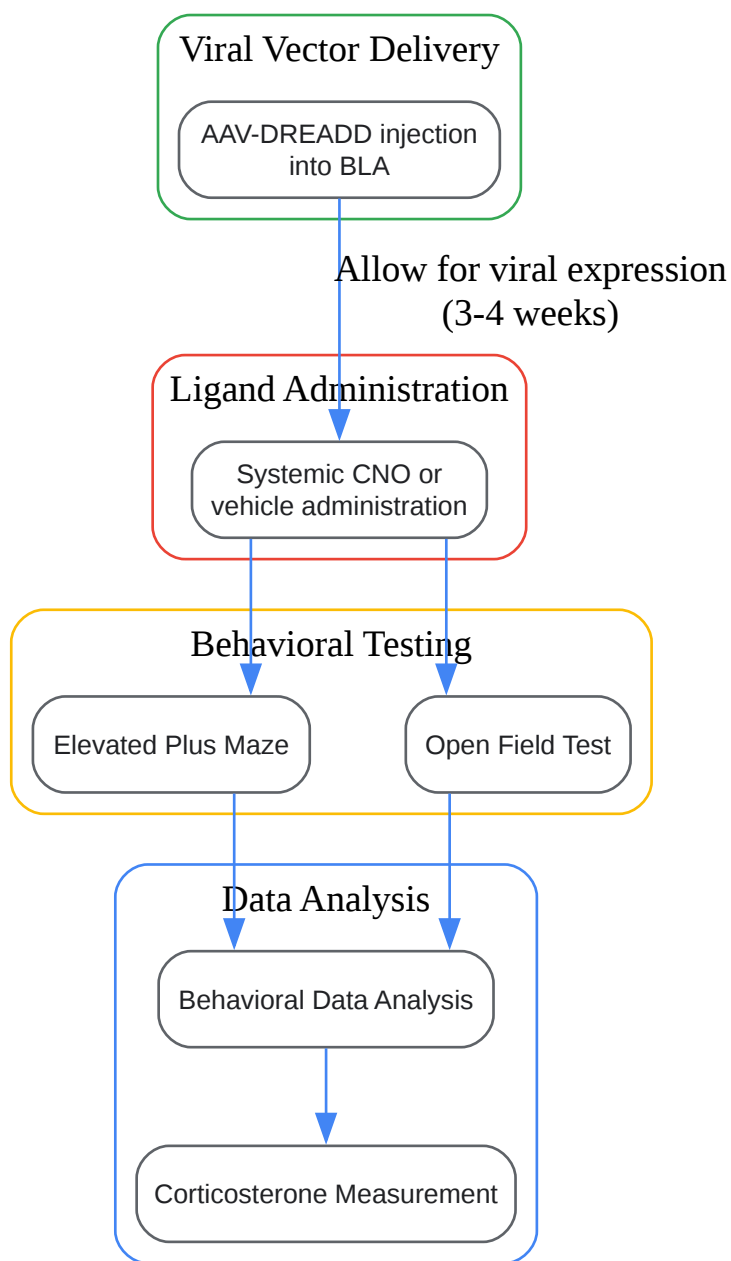 Viral Vector Delivery
AAV-DREADD injection
into BLA
Allow for viral expression
(3-4 weeks)
Ligand Administration
Systemic CNO or
vehicle administration
Behavioral Testing
Elevated Plus Maze
Open Field Test
Data Analysis
Behavioral Data Analysis
Corticosterone Measurement